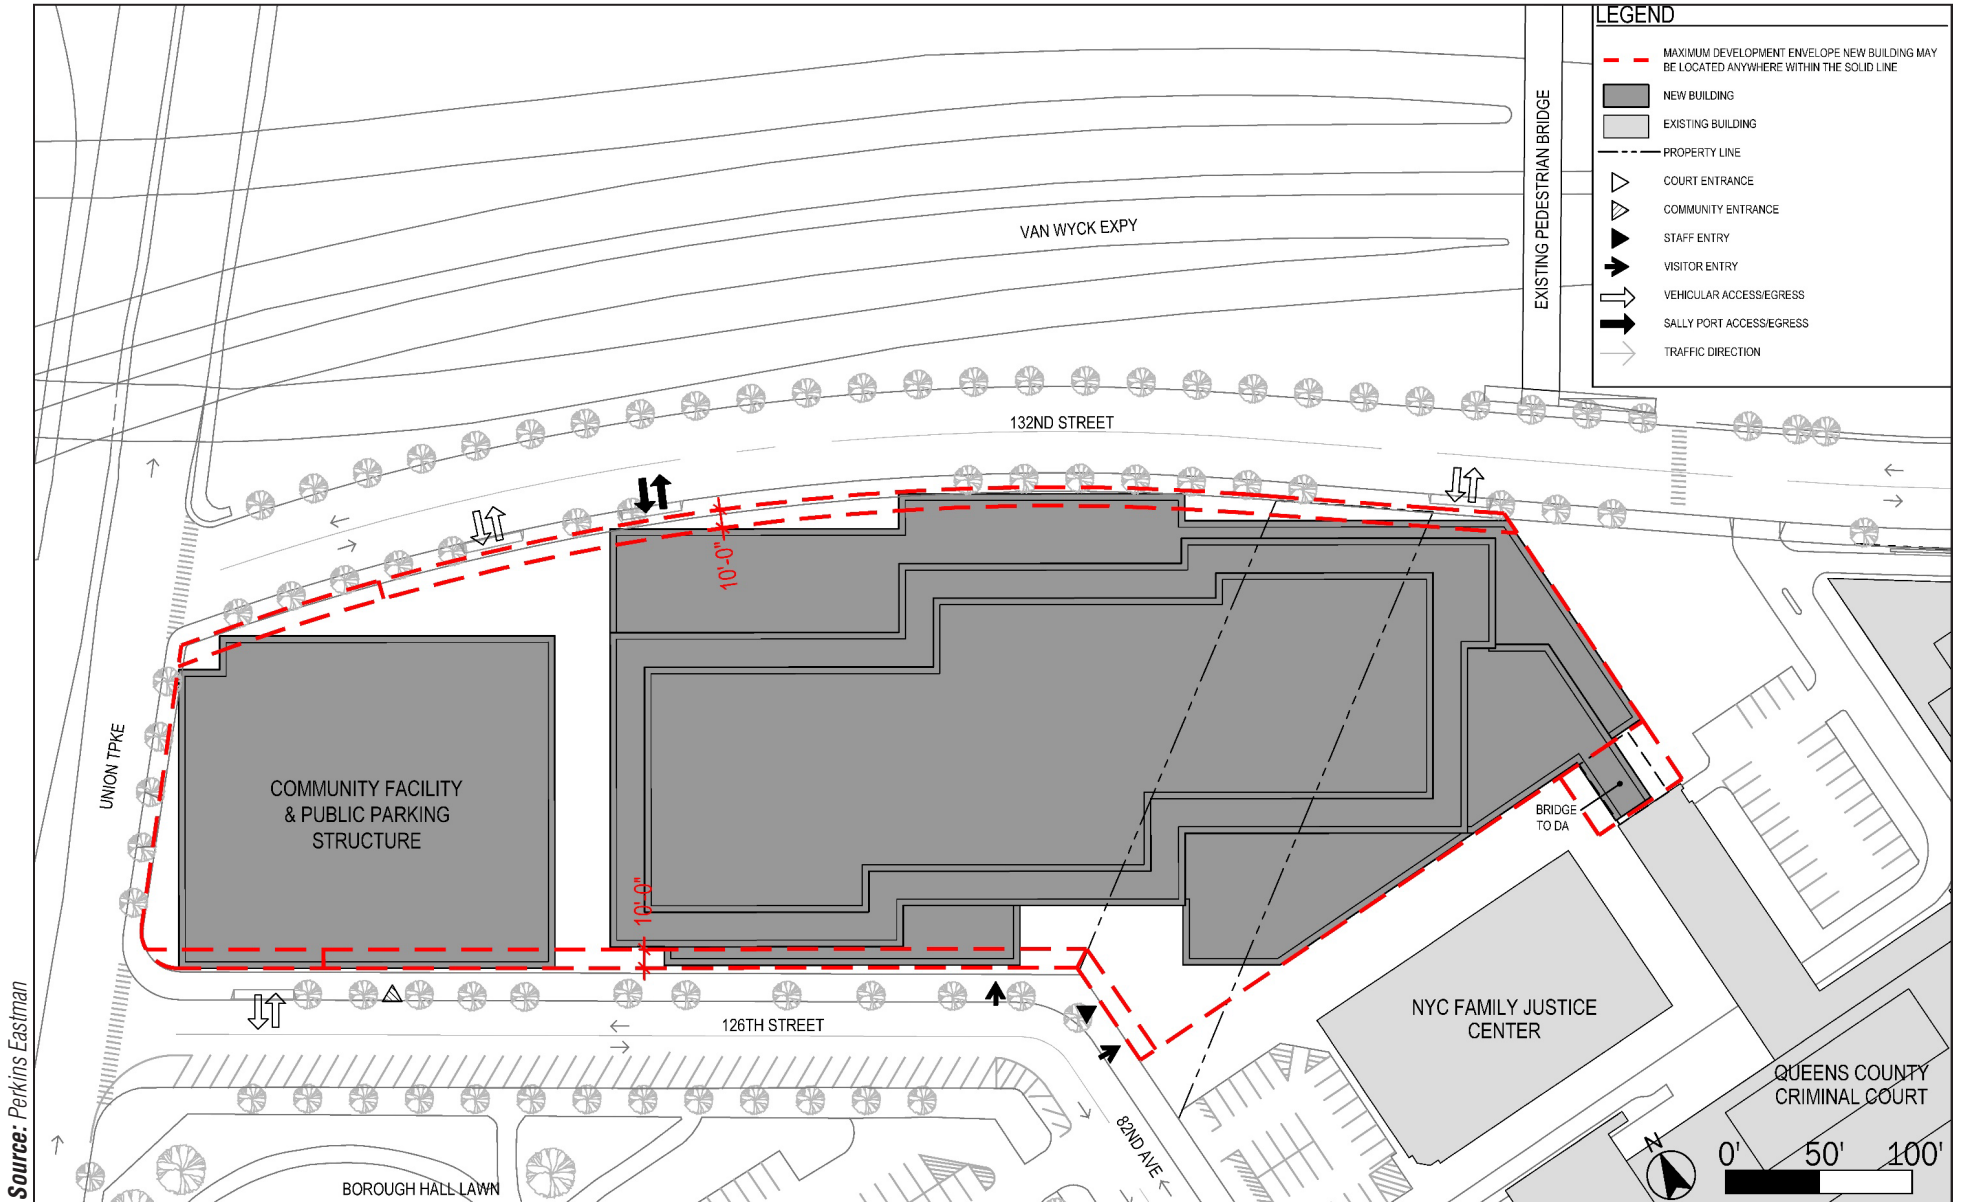 LEGEND
MAXIMUM DEVELOPMENT ENVELOPE NEW BUILDING MAY
BE LOCATED ANYWHERE WITHIN THE SOLID LINE
NEW BUILDING
EXISTING BUILDING
PROPERTY LINE
COURT ENTRANCE
COMMUNITY ENTRANCE
STAFF ENTRY
VISITOR ENTRY
VEHICULAR ACCESS/EGRESS
SALLY PORT ACCESS/EGRESS
TRAFFIC DIRECTION
EXISTING PEDESTRIAN BRIDGE
VAN WYCK EXPY
132ND STREET
10'-0"
UNION TPKE
COMMUNITY FACILITY
& PUBLIC PARKING
STRUCTURE
BRIDGE
TO DA
10'-0"
NYC FAMILY JUSTICE
CENTER
126TH STREET
QUEENS COUNTY
CRIMINAL COURT
82ND AVE
BOROUGH HALL LAWN
N
0' 50' 100'
Source: Perkins Eastman